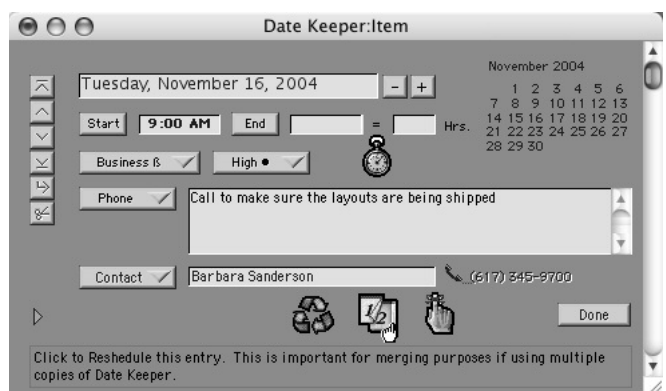 Date Keeper:Item
Tuesday, November 16, 2004 - +
Start 9:00 AM End = Hrs.
Business ß High ●
Phone Call to make sure the layouts are being shipped
Contact Barbara Sanderson (617) 345-9700
November 2004
1 2 3 4 5 6
7 8 9 10 11 12 13
14 15 16 17 18 19 20
21 22 23 24 25 26 27
28 29 30
1/2
Done
Click to Reshedule this entry. This is important for merging purposes if using multiple
copies of Date Keeper.